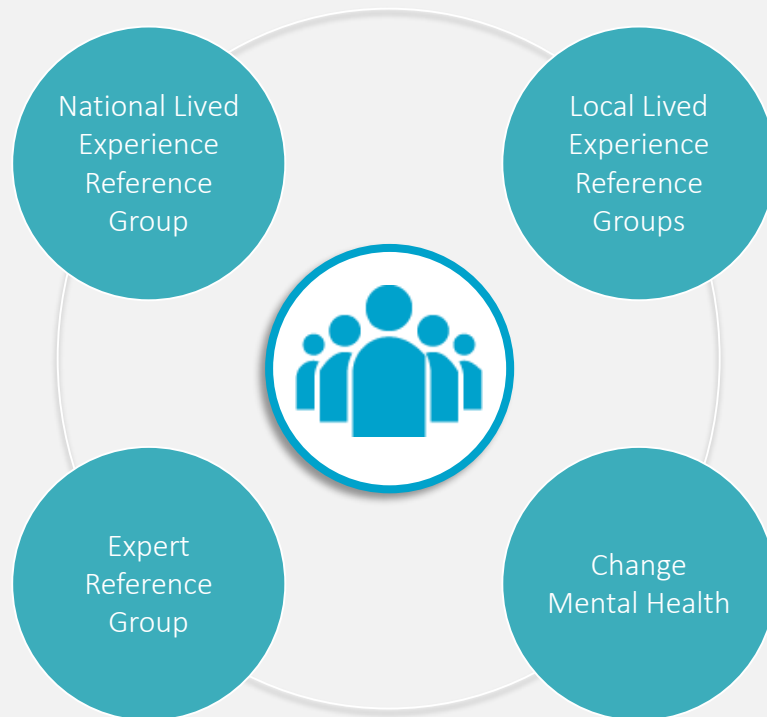 National Lived
Experience
Reference
Group
Local Lived
Experience
Reference
Groups
Expert
Reference
Group
Change
Mental Health